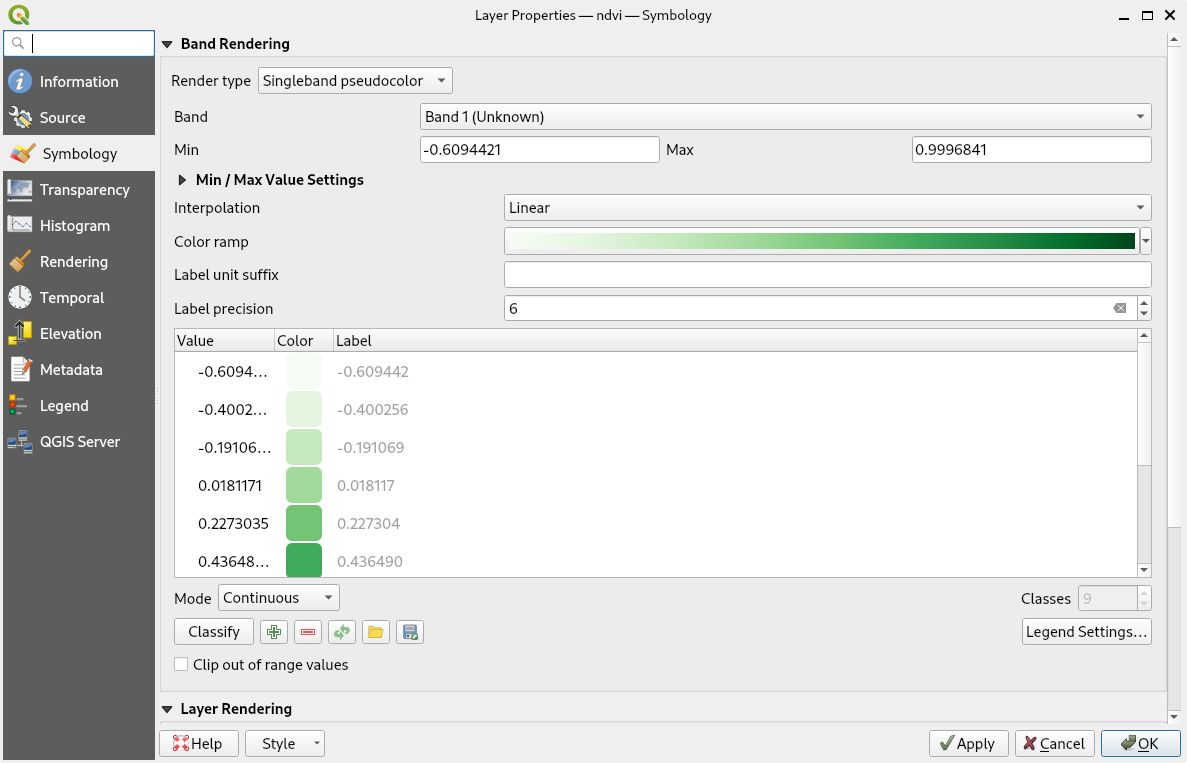 Layer Properties — ndvi — Symbology
Information
Source
Symbology
Transparency
Histogram
Rendering
Temporal
Elevation
Metadata
Legend
QGIS Server
Band Rendering
Render type Singleband pseudocolor
Band Band 1 (Unknown)
Min -0.6094421 Max 0.9996841
Min / Max Value Settings
Interpolation Linear
Color ramp
Label unit suffix
Label precision 6
Value Color Label
-0.6094… -0.609442
-0.4002… -0.400256
-0.19106… -0.191069
0.0181171 0.018117
0.2273035 0.227304
0.43648… 0.436490
Mode Continuous Classes 9
Classify Legend Settings…
Clip out of range values
Layer Rendering
Help Style Apply Cancel OK